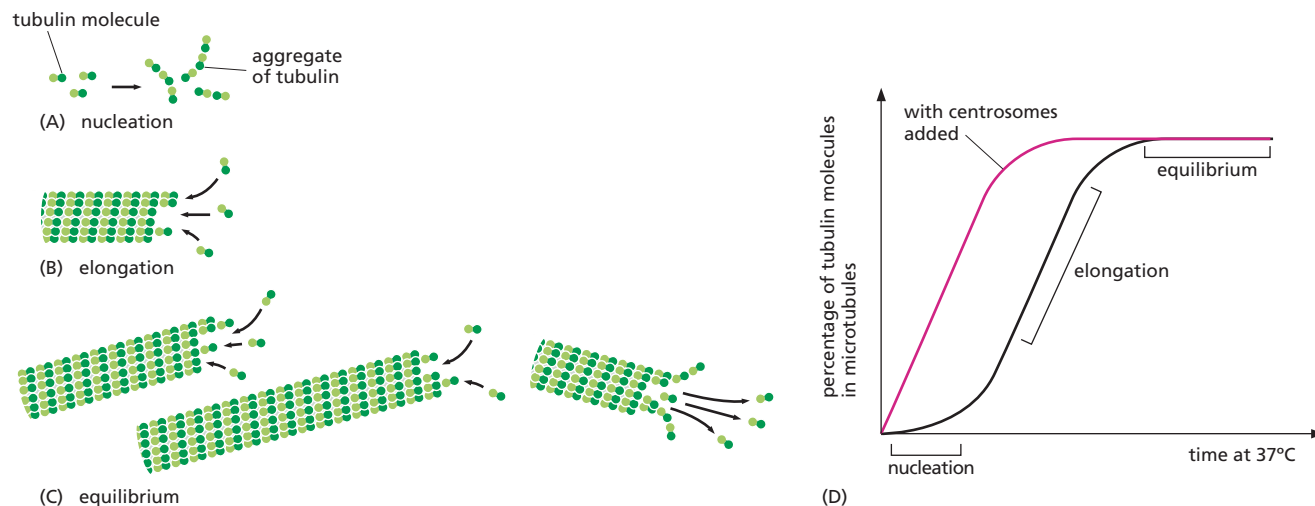 tubulin molecule
aggregate
of tubulin
(A) nucleation
(B) elongation
(C) equilibrium
percentage of tubulin molecules
in microtubules
with centrosomes
added
equilibrium
elongation
nucleation
time at 37ºC
(D)